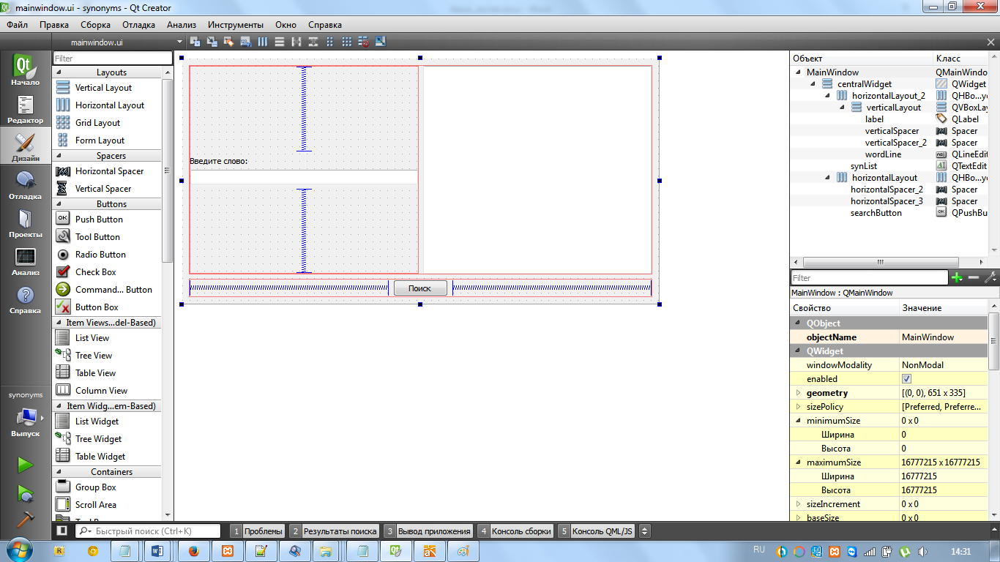 mainwindow.ui - synonyms - Qt Creator
Файл Правка Сборка Отладка Анализ Инструменты Окно Справка
mainwindow.ui
Начало
Редактор
Дизайн
Отладка
Проекты
Анализ
Справка
synonyms
Выпуск
Filter
Layouts
Vertical Layout
Horizontal Layout
Grid Layout
Form Layout
Spacers
Horizontal Spacer
Vertical Spacer
Buttons
Push Button
Tool Button
Radio Button
Check Box
Command... Button
Button Box
Item Views...del-Based)
List View
Tree View
Table View
Column View
Item Widg...em-Based)
List Widget
Tree Widget
Table Widget
Containers
Group Box
Scroll Area
Введите слово:
Поиск
Объект Класс
MainWindow QMainWindo
centralWidget QWidget
horizontalLayout_2 QHBo...yo
verticalLayout QVBoxLay
label QLabel
verticalSpacer Spacer
verticalSpacer_2 Spacer
wordLine QLineEdit
synList QTextEdit
horizontalLayout QHBo...yo
horizontalSpacer_2 Spacer
horizontalSpacer_3 Spacer
searchButton QPushBu
Filter
MainWindow : QMainWindow
Свойство Значение
QObject
objectName MainWindow
QWidget
windowModality NonModal
enabled
geometry [(0, 0), 651 x 335]
sizePolicy [Preferred, Preferre...
minimumSize 0 x 0
Ширина 0
Высота 0
maximumSize 16777215 x 16777215
Ширина 16777215
Высота 16777215
sizeIncrement 0 x 0
baseSize 0 x 0
Быстрый поиск (Ctrl+K)
1 Проблемы 2 Результаты поиска 3 Вывод приложения 4 Консоль сборки 5 Консоль QML/JS
RU 14:31